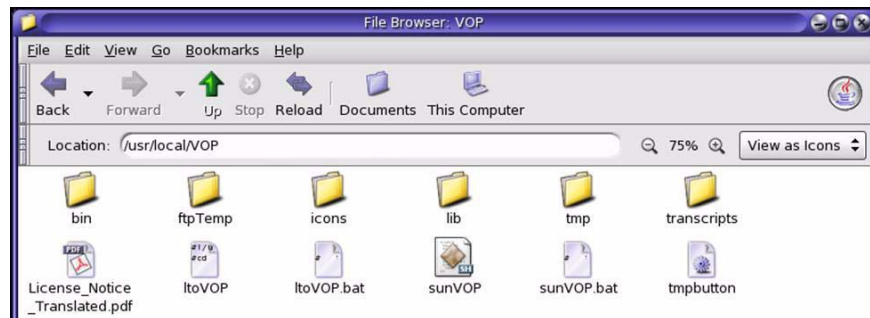 File Browser: VOP
File Edit View Go Bookmarks Help
Back Forward Up Stop Reload Documents This Computer
Location: /usr/local/VOP 75% View as Icons
bin ftpTemp icons lib tmp transcripts
PDF
#!/g
#cd
#
#
License_Notice
_Translated.pdf
ltoVOP ltoVOP.bat sunVOP sunVOP.bat tmpbutton